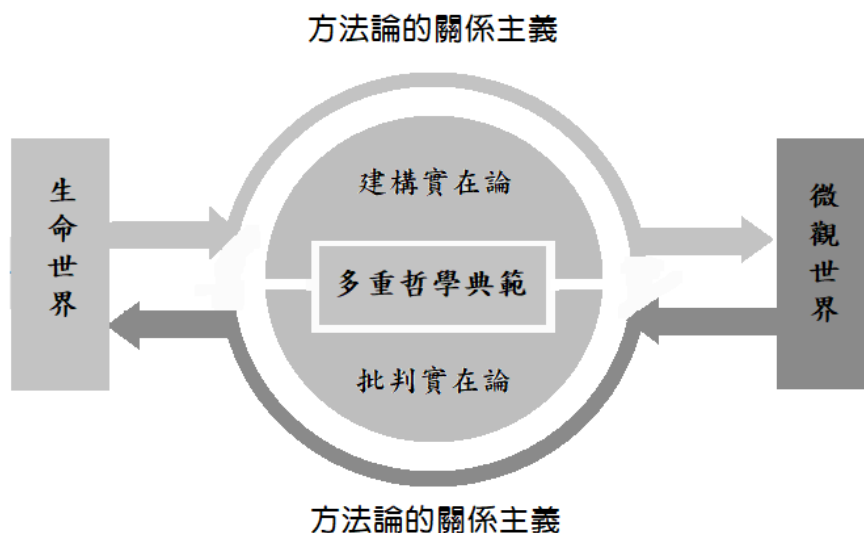 方法論的關係主義
建構實在論
生命世界
多重哲學典範
微觀世界
批判實在論
方法論的關係主義